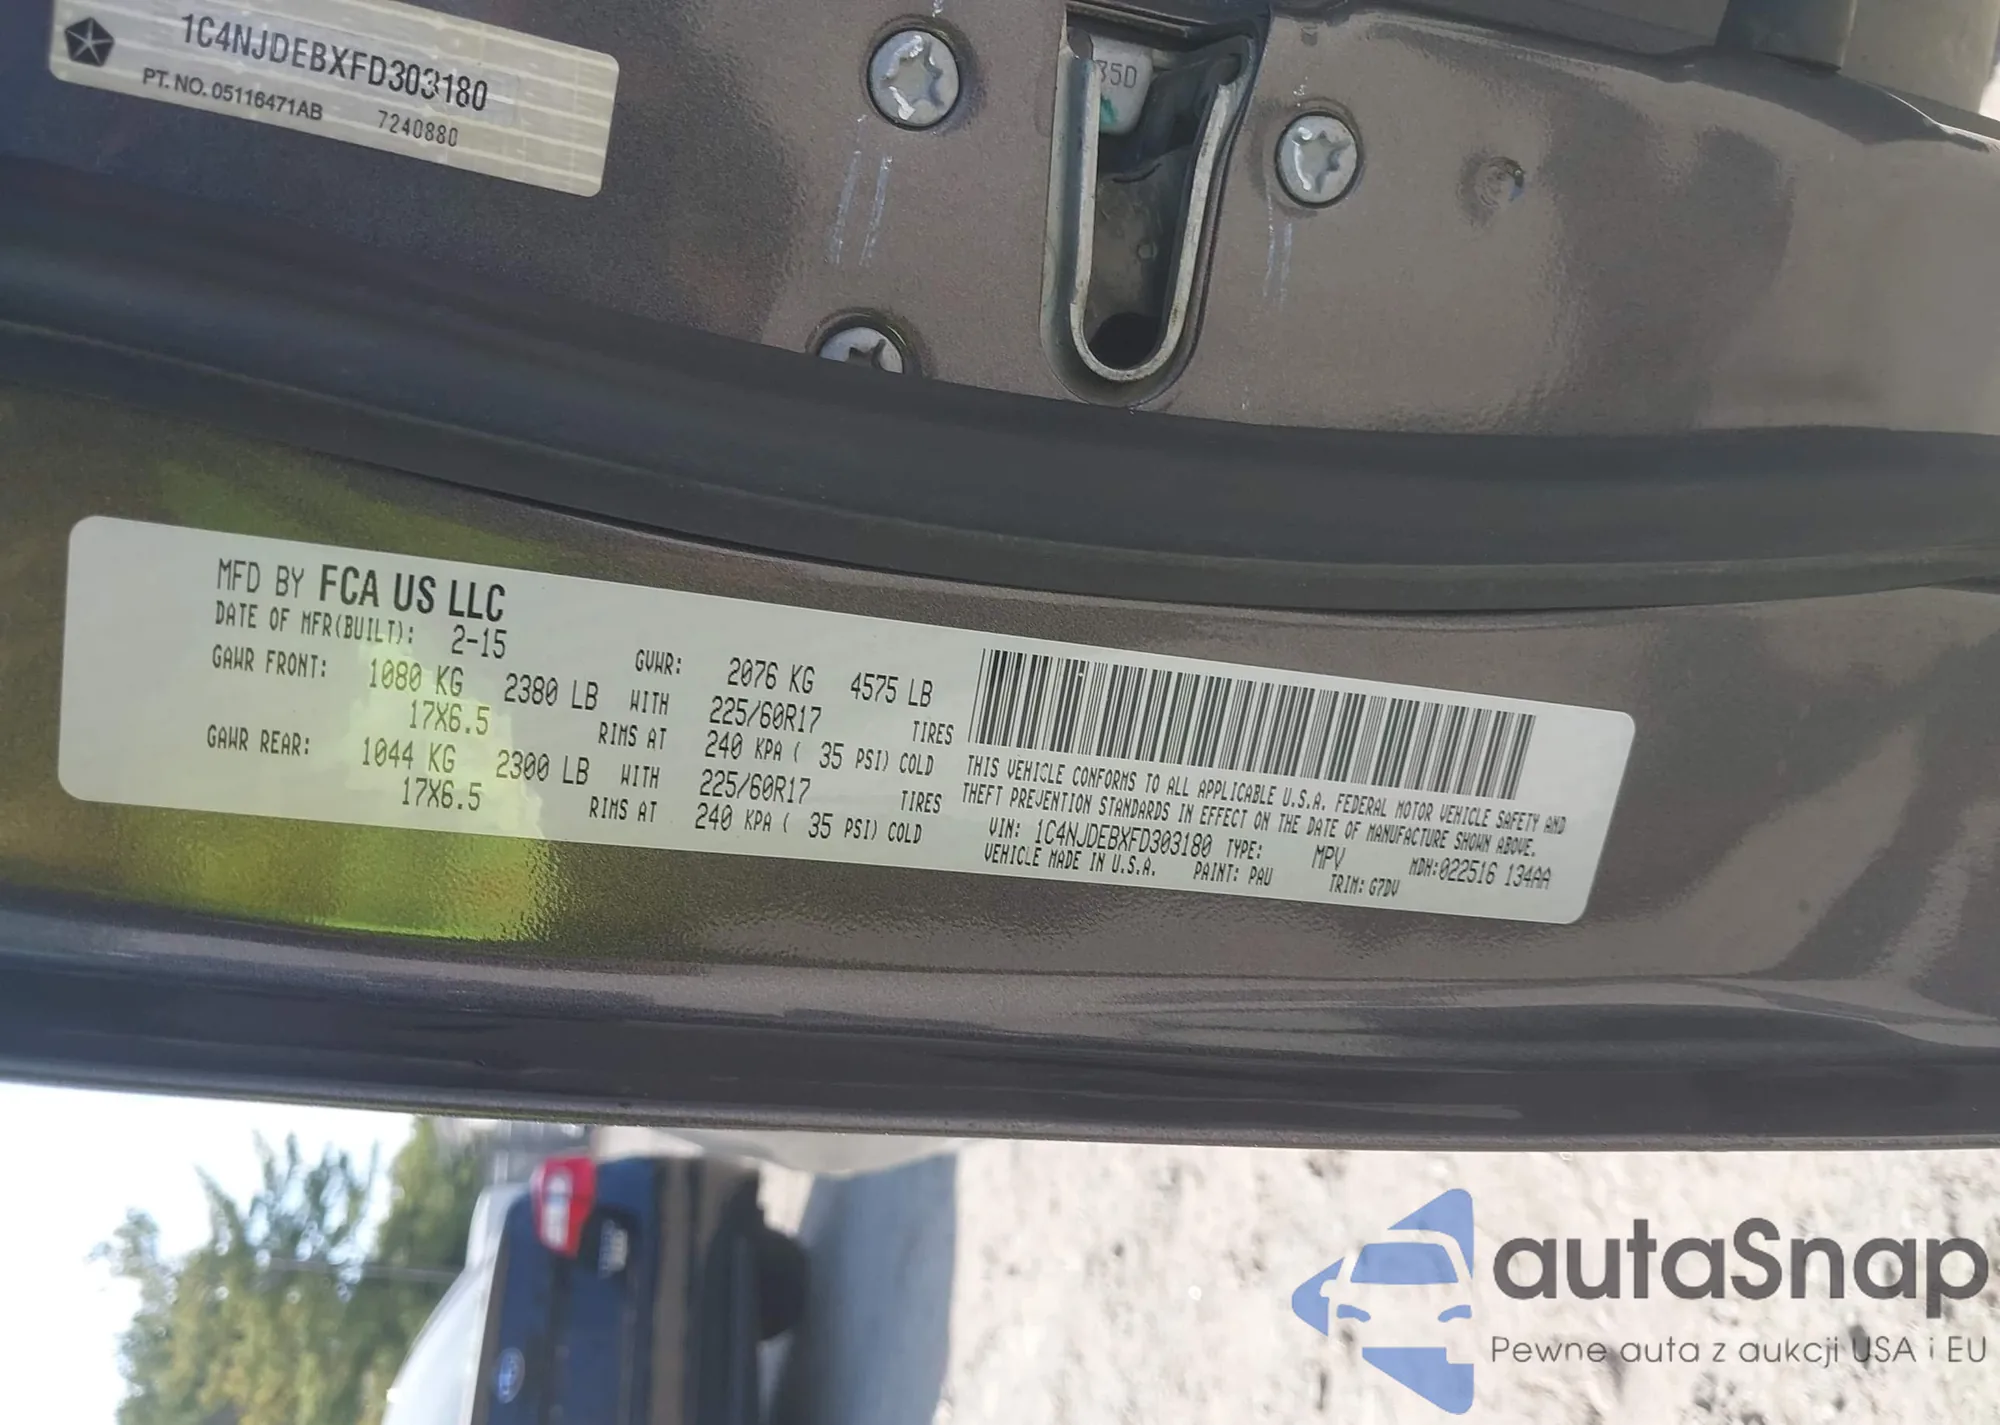 1C4NJDEBXFD303180
PT. NO. 05116471AB 7240880
35D
MFD BY FCA US LLC
DATE OF MFR(BUILT): 2-15 GVWR: 2076 KG 4575 LB
GAWR FRONT: 1080 KG 2380 LB WITH 225/60R17 TIRES
17X6.5 RIMS AT 240 KPA ( 35 PSI) COLD
GAWR REAR: 1044 KG 2300 LB WITH 225/60R17 TIRES
17X6.5 RIMS AT 240 KPA ( 35 PSI) COLD
THIS VEHICLE CONFORMS TO ALL APPLICABLE U.S.A. FEDERAL MOTOR VEHICLE SAFETY AND
THEFT PREVENTION STANDARDS IN EFFECT ON THE DATE OF MANUFACTURE SHOWN ABOVE.
VIN: 1C4NJDEBXFD303180 TYPE: MPV MDH:022516 134AA
VEHICLE MADE IN U.S.A. PAINT: PAU TRIM: G7DV
autaSnap
Pewne auta z aukcji USA i EU